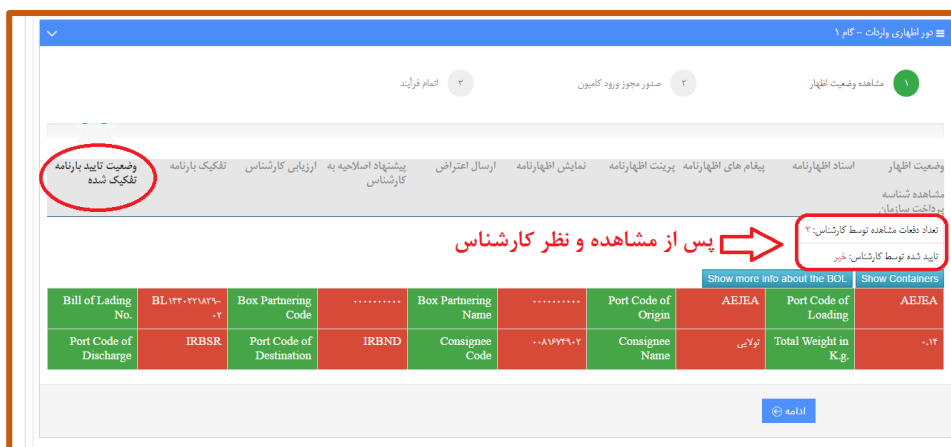 دور اظهاری واردات – گام ۱
۱ مشاهده وضعیت اظهار
۲ صدور مجوز ورود کامیون
۳ اتمام فرآیند
وضعیت اظهار
اسناد اظهارنامه
پیغام های اظهارنامه
پرینت اظهارنامه
نمایش اظهارنامه
ارسال اعتراض
پیشنهاد اصلاحیه به
کارشناس
ارزیابی کارشناس
تفکیک بارنامه
وضعیت تایید بارنامه
تفکیک شده
مشاهده شناسه
پرداخت سازمان
تعداد دفعات مشاهده توسط کارشناس: ۲
تایید شده توسط کارشناس: خیر
پس از مشاهده و نظر کارشناس
Show more info about the BOL
Show Containers
Bill of Lading
No.
BL۱۳۴۰۲۲۱۸۲۹-
۰۲
Box Partnering
Code
..........
Box Partnering
Name
..........
Port Code of
Origin
AEJEA
Port Code of
Loading
AEJEA
Port Code of
Discharge
IRBSR
Port Code of
Destination
IRBND
Consignee
Code
۰۰۸۱۶۷۴۹۰۲
Consignee
Name
تولایی
Total Weight in
K.g.
۰.۱۴
ادامه